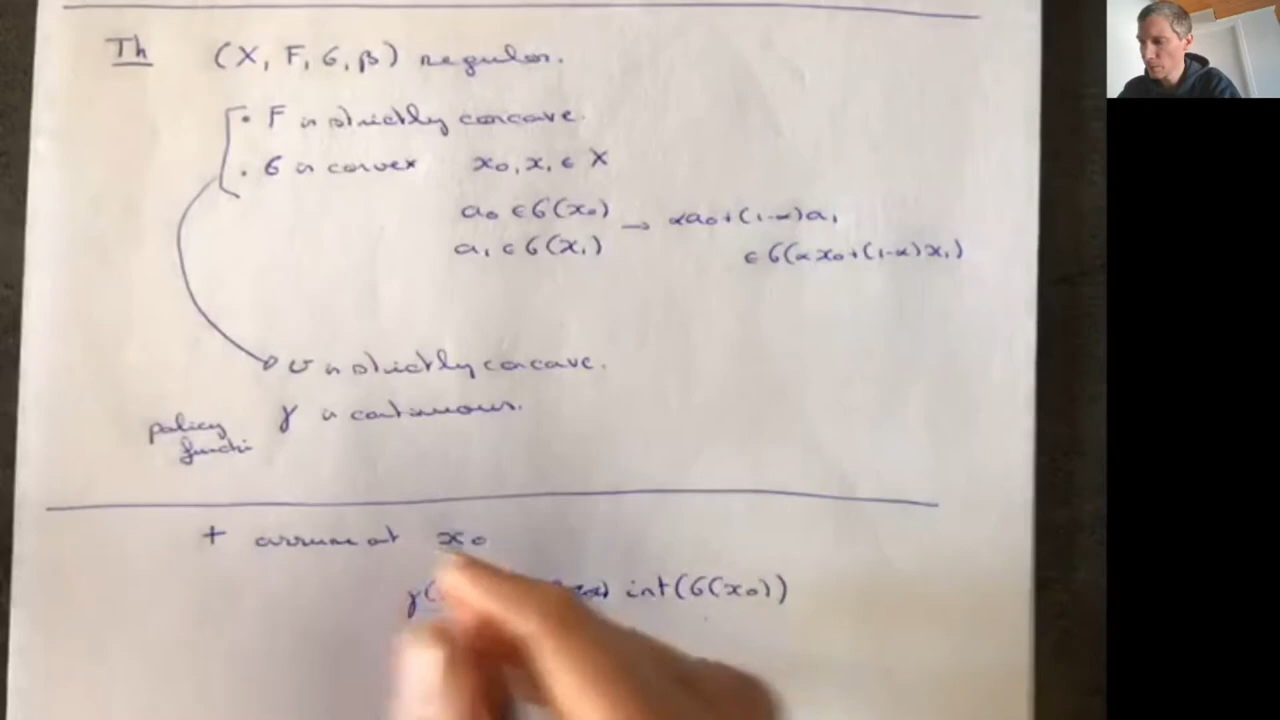 Th (X, F, G, β) regular.
. F is strictly concave.
. G is convex x₀, x₁ ∈ X
a₀ ∈ G(x₀)
a₁ ∈ G(x₁) → αa₀+(1-α)a₁
∈ G(αx₀+(1-α)x₁)
v is strictly concave.
policy γ is continuous.
functi
+ assume at x₀
γ( int(G(x₀))